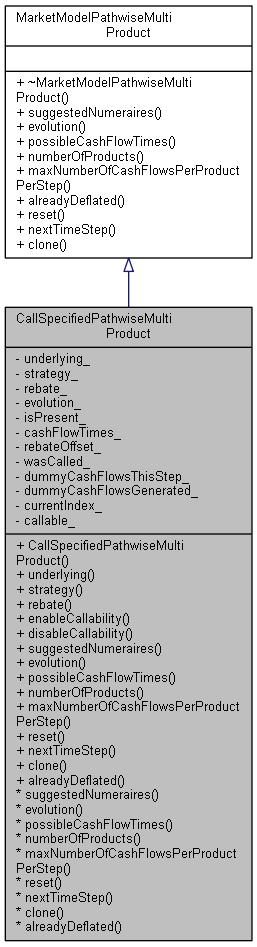 MarketModelPathwiseMulti
Product
+ ~MarketModelPathwiseMulti
Product()
+ suggestedNumeraires()
+ evolution()
+ possibleCashFlowTimes()
+ numberOfProducts()
+ maxNumberOfCashFlowsPerProduct
PerStep()
+ alreadyDeflated()
+ reset()
+ nextTimeStep()
+ clone()
CallSpecifiedPathwiseMulti
Product
- underlying_
- strategy_
- rebate_
- evolution_
- isPresent_
- cashFlowTimes_
- rebateOffset_
- wasCalled_
- dummyCashFlowsThisStep_
- dummyCashFlowsGenerated_
- currentIndex_
- callable_
+ CallSpecifiedPathwiseMulti
Product()
+ underlying()
+ strategy()
+ rebate()
+ enableCallability()
+ disableCallability()
+ suggestedNumeraires()
+ evolution()
+ possibleCashFlowTimes()
+ numberOfProducts()
+ maxNumberOfCashFlowsPerProduct
PerStep()
+ reset()
+ nextTimeStep()
+ clone()
+ alreadyDeflated()
* suggestedNumeraires()
* evolution()
* possibleCashFlowTimes()
* numberOfProducts()
* maxNumberOfCashFlowsPerProduct
PerStep()
* reset()
* nextTimeStep()
* clone()
* alreadyDeflated()